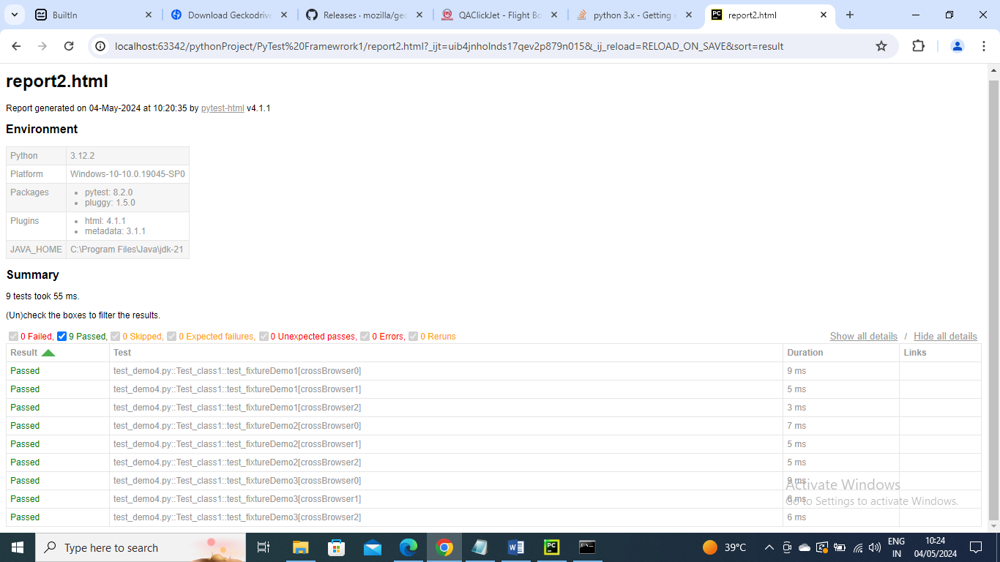 BuiltIn
Download Geckodrive
Releases · mozilla/gec
QAClickJet - Flight Bo
python 3.x - Getting e
report2.html
localhost:63342/pythonProject/PyTest%20Framewrork1/report2.html?_ijt=uib4jnholnds17qev2p879n015&_ij_reload=RELOAD_ON_SAVE&sort=result
report2.html
Report generated on 04-May-2024 at 10:20:35 by pytest-html v4.1.1
Environment
Python 3.12.2
Platform Windows-10-10.0.19045-SP0
Packages • pytest: 8.2.0
• pluggy: 1.5.0
Plugins • html: 4.1.1
• metadata: 3.1.1
JAVA_HOME C:\Program Files\Java\jdk-21
Summary
9 tests took 55 ms.
(Un)check the boxes to filter the results.
0 Failed, 9 Passed, 0 Skipped, 0 Expected failures, 0 Unexpected passes, 0 Errors, 0 Reruns Show all details / Hide all details
Result Test Duration Links
Passed test_demo4.py::Test_class1::test_fixtureDemo1[crossBrowser0] 9 ms
Passed test_demo4.py::Test_class1::test_fixtureDemo1[crossBrowser1] 5 ms
Passed test_demo4.py::Test_class1::test_fixtureDemo1[crossBrowser2] 3 ms
Passed test_demo4.py::Test_class1::test_fixtureDemo2[crossBrowser0] 7 ms
Passed test_demo4.py::Test_class1::test_fixtureDemo2[crossBrowser1] 5 ms
Passed test_demo4.py::Test_class1::test_fixtureDemo2[crossBrowser2] 5 ms
Passed test_demo4.py::Test_class1::test_fixtureDemo3[crossBrowser0] 9 ms
Activate Windows
Passed test_demo4.py::Test_class1::test_fixtureDemo3[crossBrowser1] 6 ms
Go to Settings to activate Windows.
Passed test_demo4.py::Test_class1::test_fixtureDemo3[crossBrowser2] 6 ms
Type here to search
39°C
ENG
IN
10:24
04/05/2024